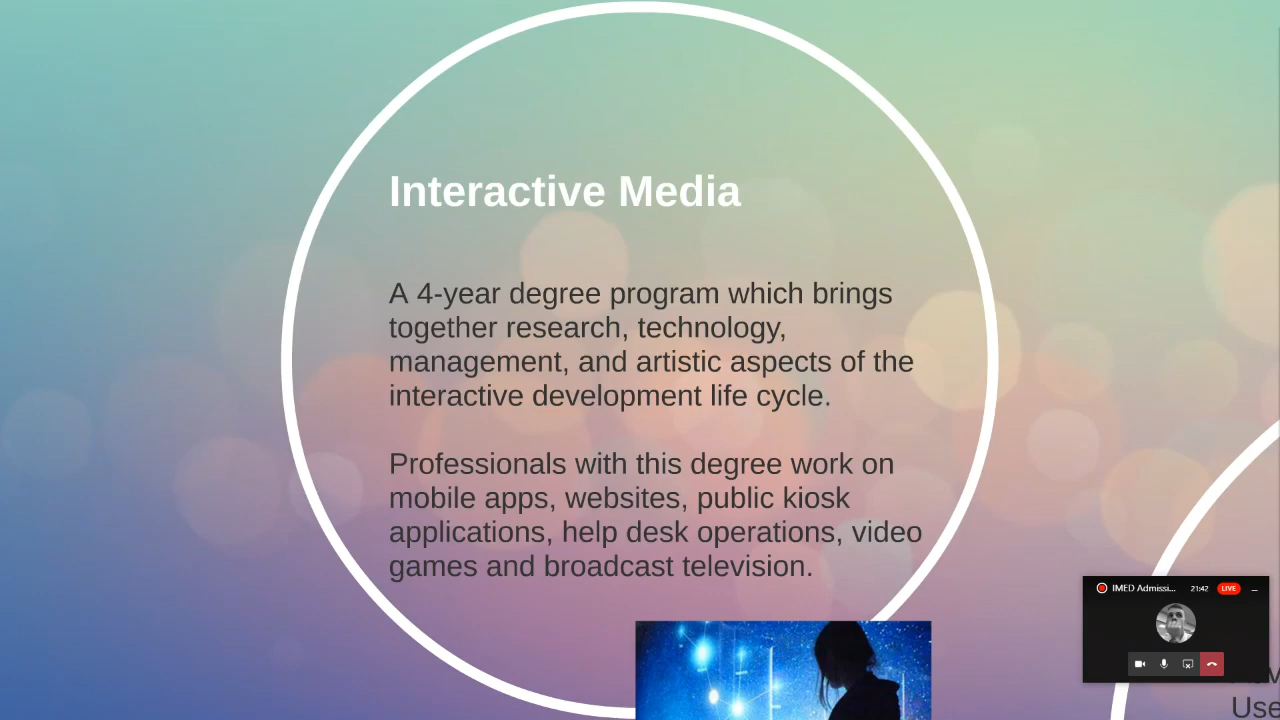 Interactive Media
A 4-year degree program which brings
together research, technology,
management, and artistic aspects of the
interactive development life cycle.
Professionals with this degree work on
mobile apps, websites, public kiosk
applications, help desk operations, video
games and broadcast television.
IMED Admissi... 21:42 LIVE
Use